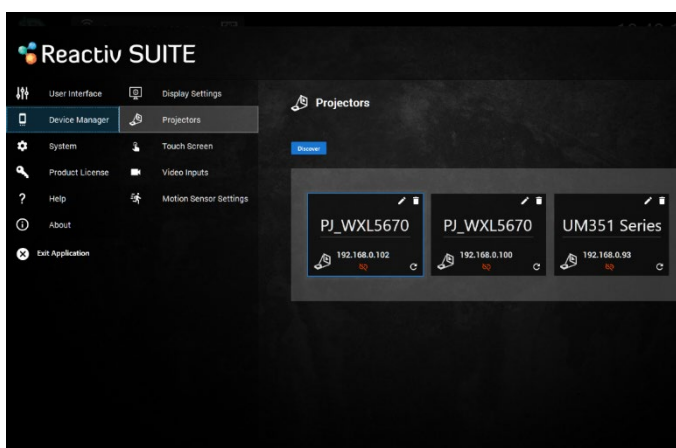 Reactiv SUITE
User Interface
Device Manager
System
Product License
Help
About
Exit Application
Display Settings
Projectors
Touch Screen
Video Inputs
Motion Sensor Settings
Projectors
Discover
PJ_WXL5670
192.168.0.102
PJ_WXL5670
192.168.0.100
UM351 Series
192.168.0.93